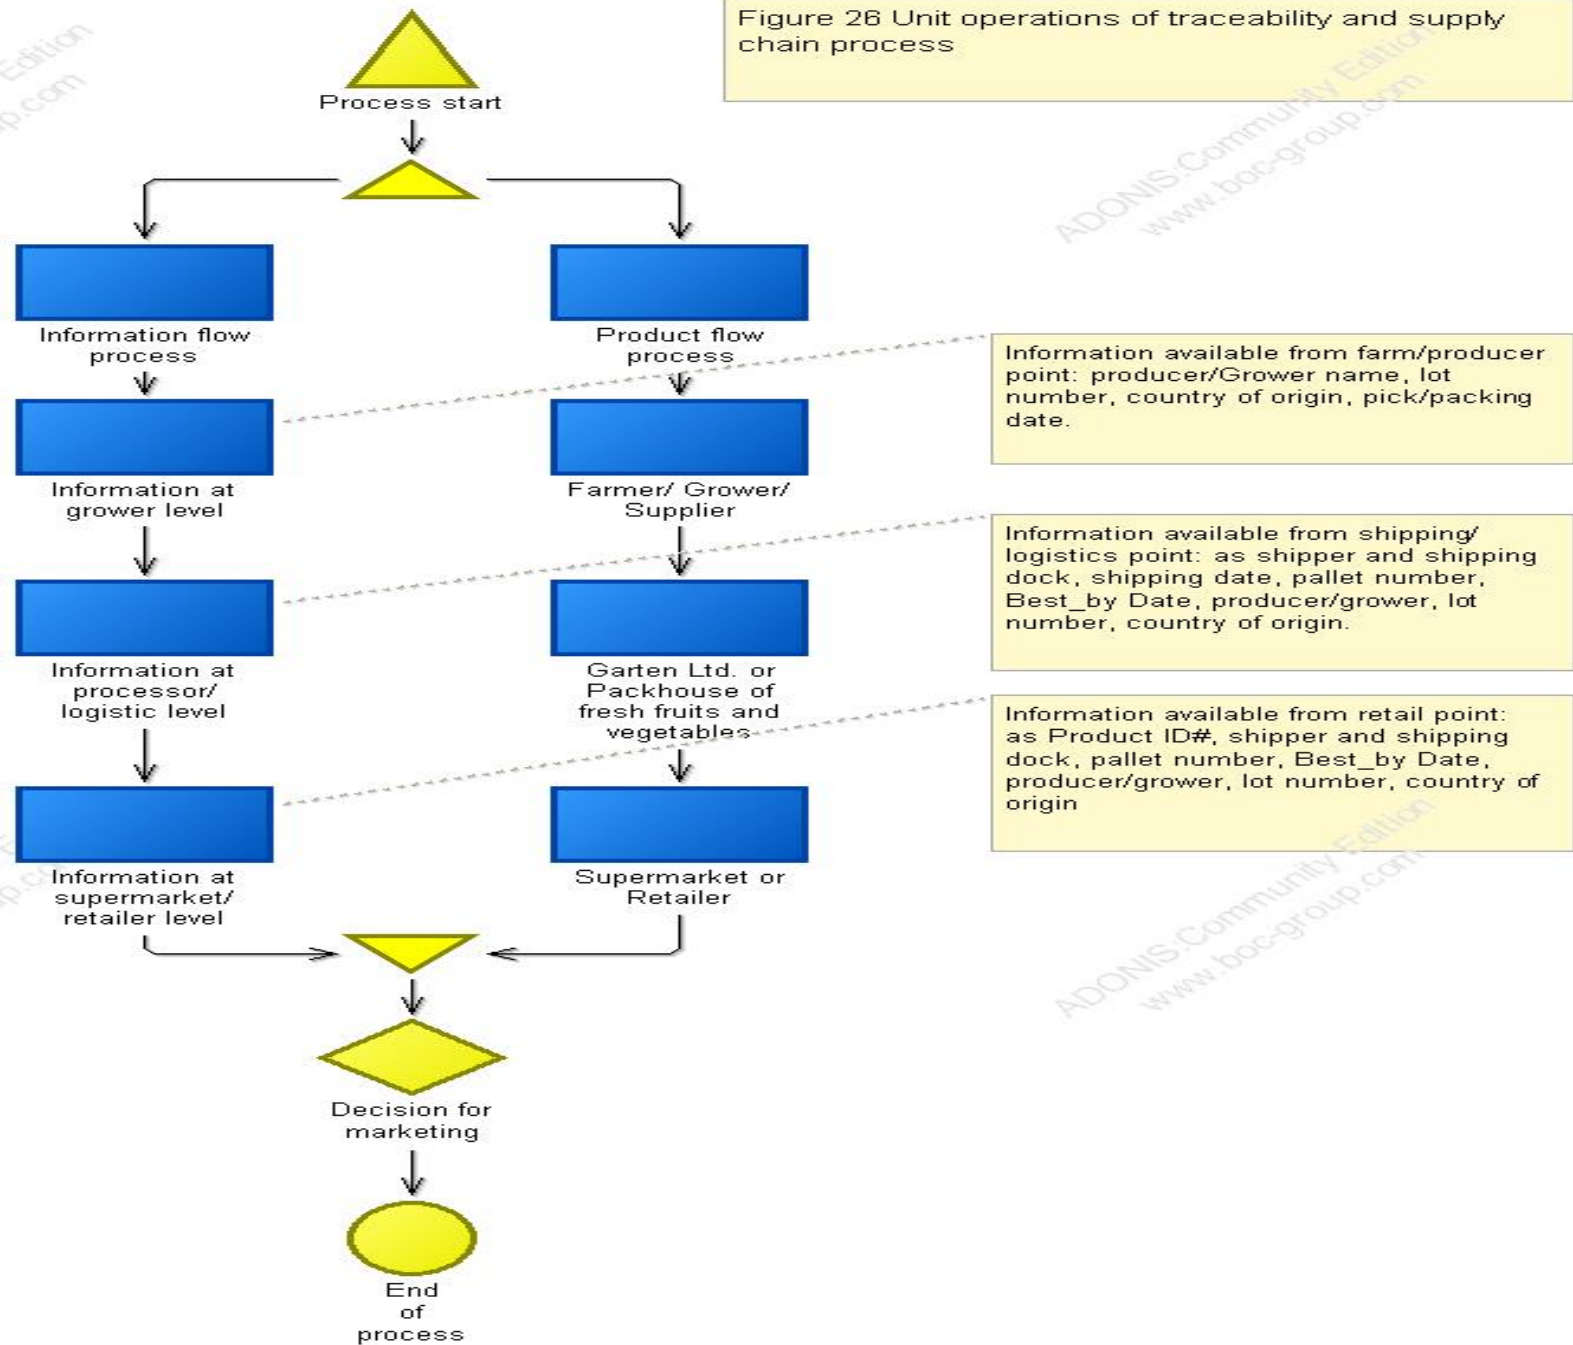 Figure 26 Unit operations of traceability and supply
chain process
Process start
Information flow
process
Product flow
process
Information available from farm/producer
point: producer/Grower name, lot
number, country of origin, pick/packing
date.
Information at
grower level
Farmer/ Grower/
Supplier
Information available from shipping/
logistics point: as shipper and shipping
dock, shipping date, pallet number,
Best_by Date, producer/grower, lot
number, country of origin.
Information at
processor/
logistic level
Garten Ltd. or
Packhouse of
fresh fruits and
vegetables
Information available from retail point:
as Product ID#, shipper and shipping
dock, pallet number, Best_by Date,
producer/grower, lot number, country of
origin
Information at
supermarket/
retailer level
Supermarket or
Retailer
Decision for
marketing
End
of
process
Edition
p.com
ADONIS:Community Edition
www.boc-group.com
ADONIS:Community Edition
www.boc-group.com